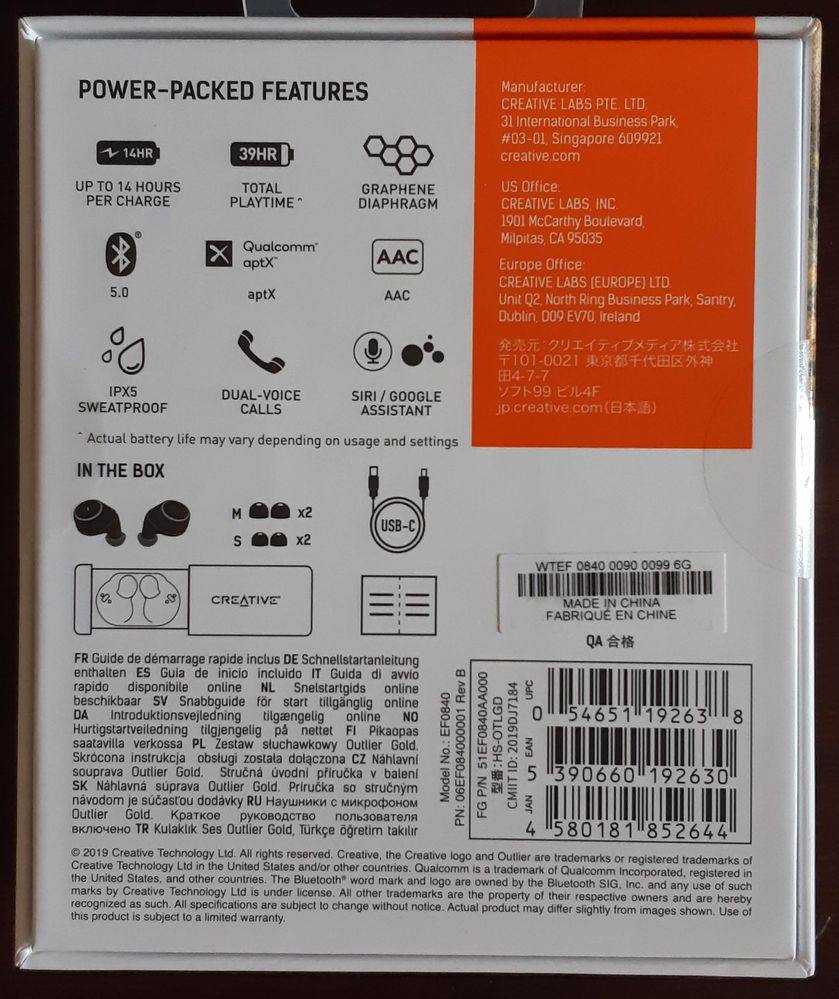 POWER-PACKED FEATURES
14HR
UP TO 14 HOURS
PER CHARGE
39HR
TOTAL
PLAYTIME^
GRAPHENE
DIAPHRAGM
®
5.0
Qualcomm®
aptX™
aptX
AAC
AAC
IPX5
SWEATPROOF
DUAL-VOICE
CALLS
SIRI / GOOGLE
ASSISTANT
^ Actual battery life may vary depending on usage and settings
Manufacturer:
CREATIVE LABS PTE. LTD.
31 International Business Park,
#03-01, Singapore 609921
creative.com
US Office:
CREATIVE LABS, INC.
1901 McCarthy Boulevard,
Milpitas, CA 95035
Europe Office:
CREATIVE LABS (EUROPE) LTD.
Unit Q2, North Ring Business Park, Santry,
Dublin, D09 EV70, Ireland
発売元：クリエイティブメディア株式会社
〒101-0021 東京都千代田区外神
田4-7-7
ソフト99 ビル4F
jp.creative.com（日本語）
IN THE BOX
M x2
S x2
USB-C
CREATIVE™
WTEF 0840 0090 0099 6G
MADE IN CHINA
FABRIQUÉ EN CHINE
QA 合格
FR Guide de démarrage rapide inclus DE Schnellstartanleitung
enthalten ES Guía de inicio incluido IT Guida di avvio
rapido disponibile online NL Snelstartgids online
beschikbaar SV Snabbguide för start tillgänglig online
DA Introduktionsvejledning tilgængelig online NO
Hurtigstartveiledning tilgjengelig på nettet FI Pikaopas
saatavilla verkossa PL Zestaw słuchawkowy Outlier Gold.
Skrócona instrukcja obsługi została dołączona CZ Náhlavní
souprava Outlier Gold. Stručná úvodní příručka v balení
SK Náhlavná súprava Outlier Gold. Príručka so stručným
návodom je súčasťou dodávky RU Наушники с микрофоном
Outlier Gold. Краткое руководство пользователя
включено TR Kulaklık Ses Outlier Gold, Türkçe öğretim takılır
Model No.: EF0840
PN: 06EF084000001 Rev B
FG P/N 51EF0840AA000
型番:HS-OTLGD
CMIIT ID: 2019DJ7184
UPC
0 54651 19263 8
EAN
5 390660 192630
JAN
4 580181 852644
© 2019 Creative Technology Ltd. All rights reserved. Creative, the Creative logo and Outlier are trademarks or registered trademarks of
Creative Technology Ltd in the United States and/or other countries. Qualcomm is a trademark of Qualcomm Incorporated, registered in
the United States, and other countries. The Bluetooth® word mark and logo are owned by the Bluetooth SIG, Inc. and any use of such
marks by Creative Technology Ltd is under license. All other trademarks are the property of their respective owners and are hereby
recognized as such. All specifications are subject to change without notice. Actual product may differ slightly from images shown. Use of
this product is subject to a limited warranty.